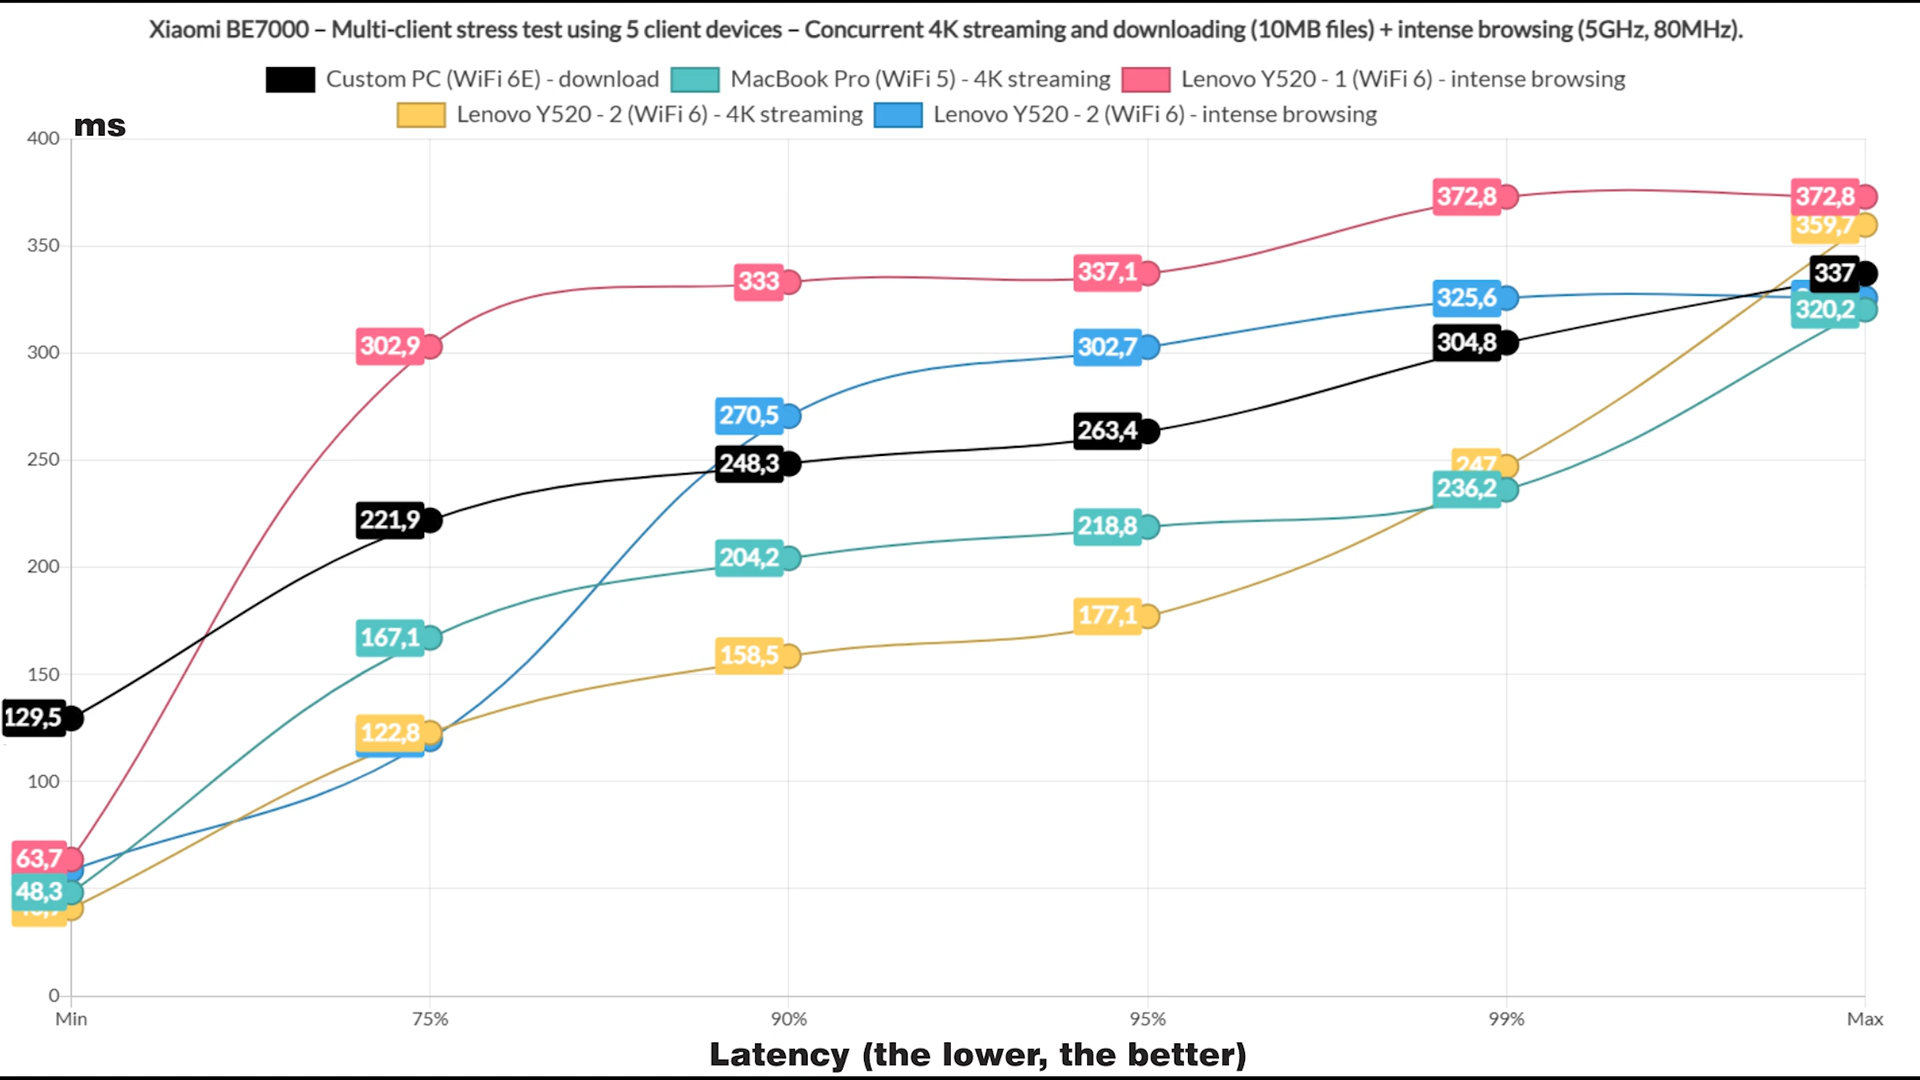 Xiaomi BE7000 – Multi-client stress test using 5 client devices – Concurrent 4K streaming and downloading (10MB files) + intense browsing (5GHz, 80MHz).
Custom PC (WiFi 6E) - download MacBook Pro (WiFi 5) - 4K streaming Lenovo Y520 - 1 (WiFi 6) - intense browsing
Lenovo Y520 - 2 (WiFi 6) - 4K streaming Lenovo Y520 - 2 (WiFi 6) - intense browsing
ms
400
372,8 372,8
359,7
350
333 337,1 337
302,9 302,7 325,6 320,2
300
304,8
270,5
250
248,3 263,4 247
221,9 236,2
200
204,2 218,8
167,1 177,1
150
158,5
129,5 122,8
100
63,7
48,3
0
Min 75% 90% 95% 99% Max
Latency (the lower, the better)